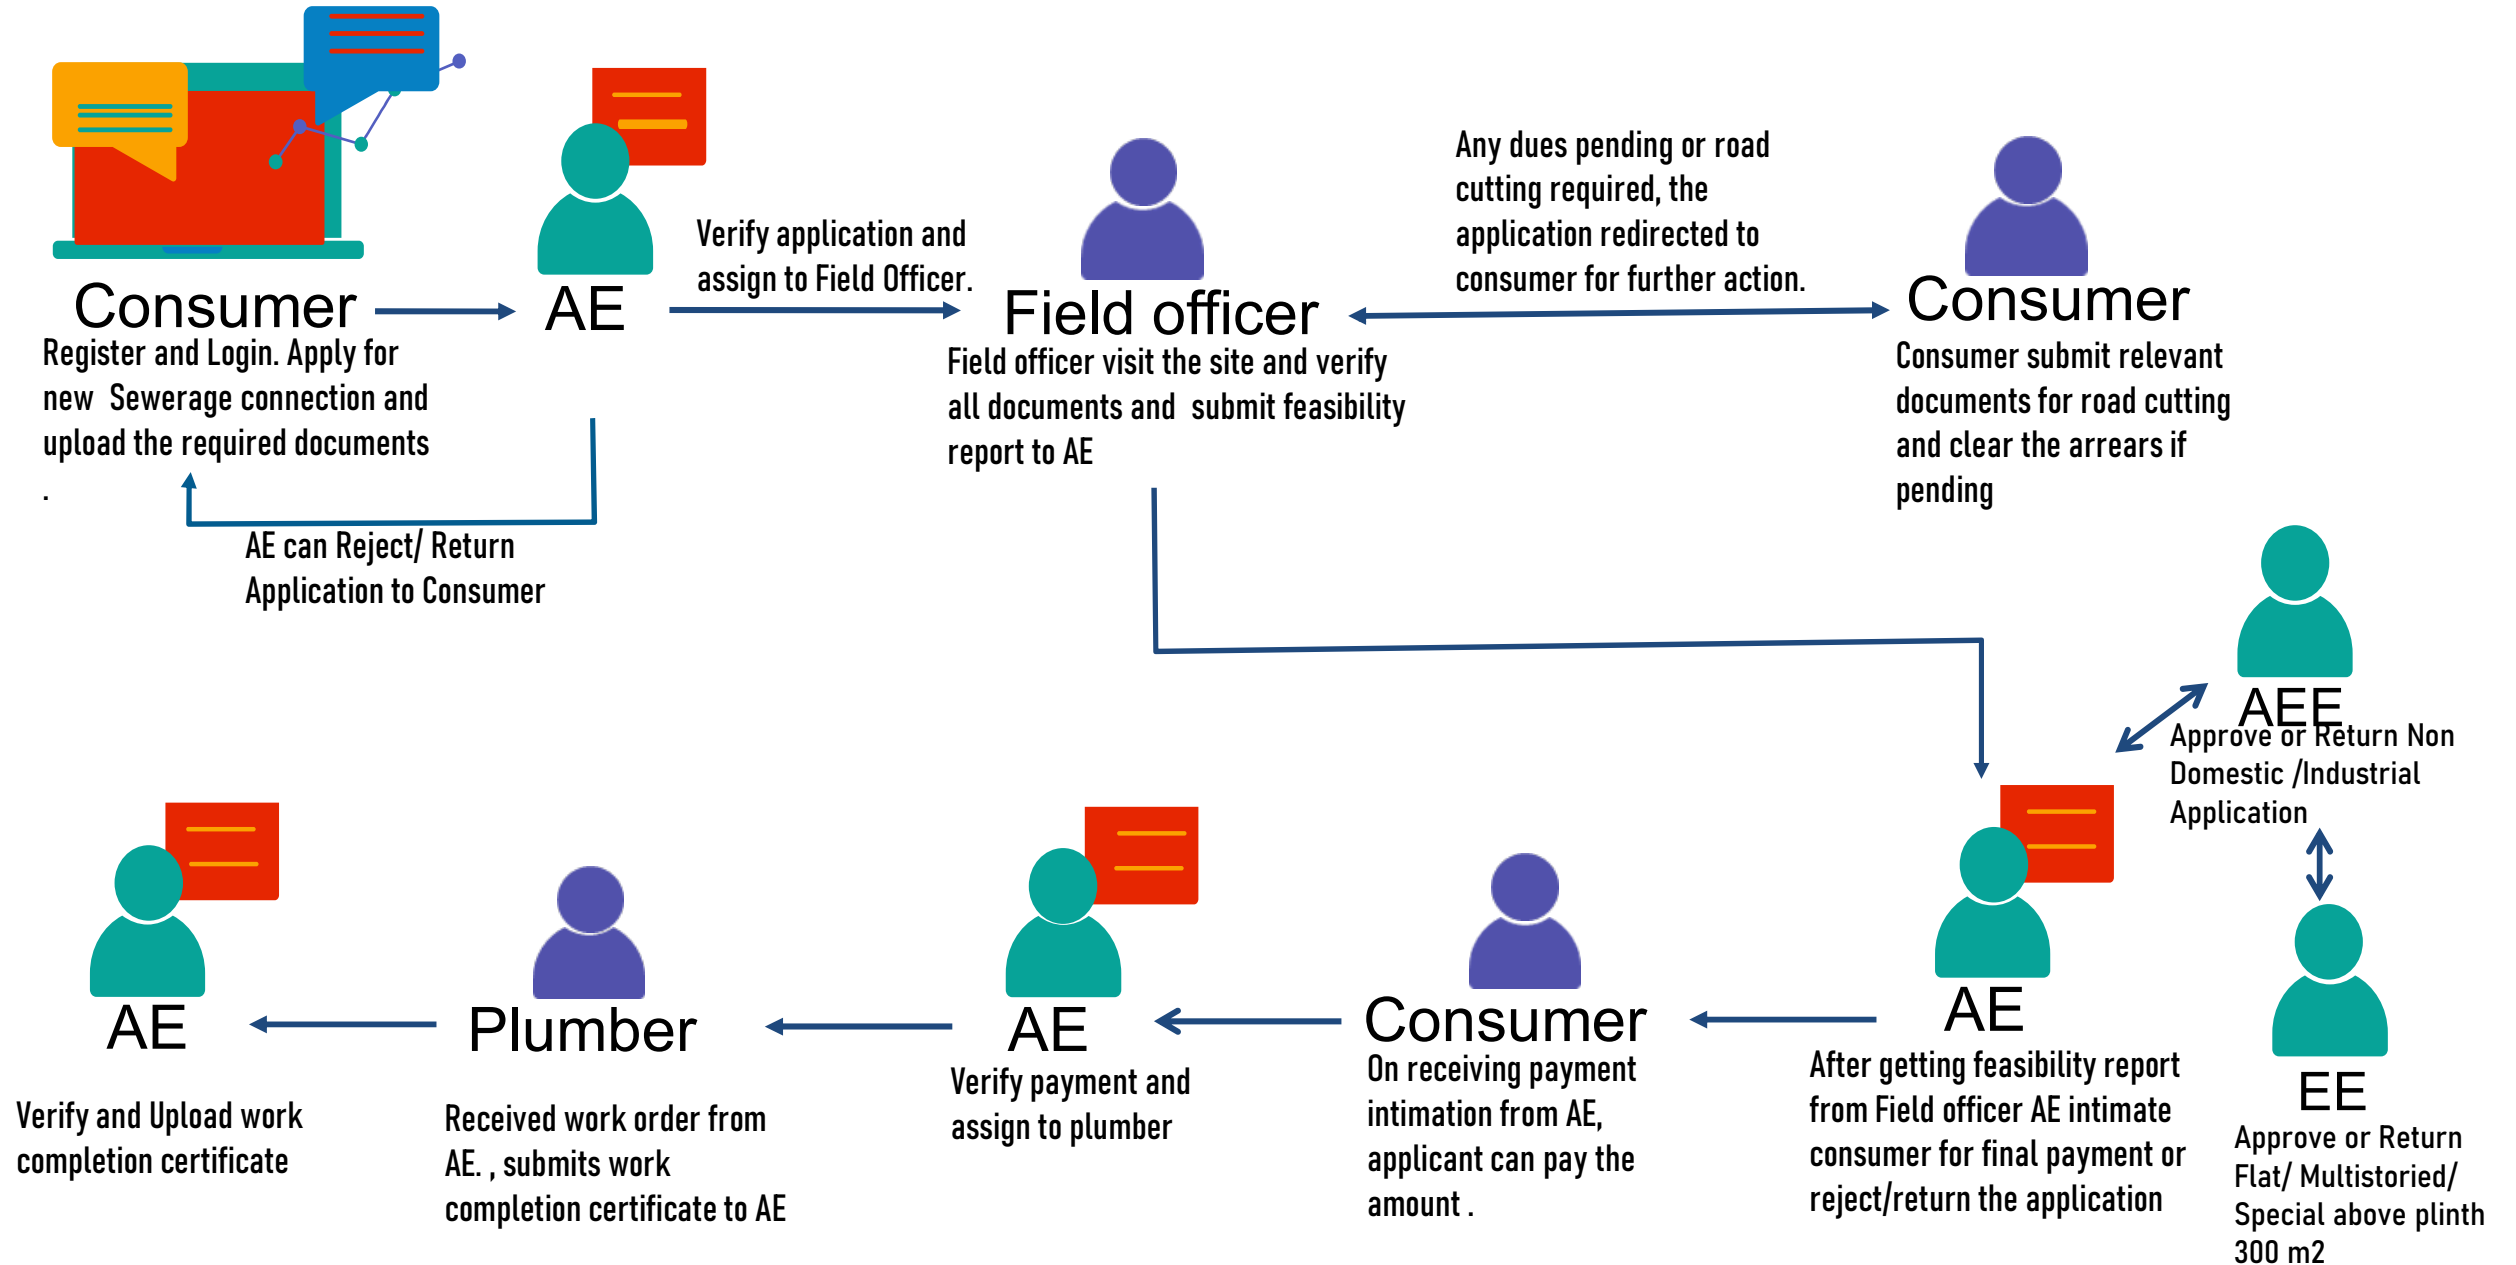 Consumer
Register and Login. Apply for
new  Sewerage connection and
upload the required documents
.
AE
AE can Reject/ Return
Application to Consumer
Verify application and
assign to Field Officer.
Field officer
Field officer visit the site and verify
all documents and  submit feasibility
report to AE
Any dues pending or road
cutting required, the
application redirected to
consumer for further action.
Consumer
Consumer submit relevant
documents for road cutting
and clear the arrears if
pending
AEE
Approve or Return Non
Domestic /Industrial
Application
EE
Approve or Return
Flat/ Multistoried/
Special above plinth
300 m2
AE
After getting feasibility report
from Field officer AE intimate
consumer for final payment or
reject/return the application
Consumer
On receiving payment
intimation from AE,
applicant can pay the
amount .
AE
Verify payment and
assign to plumber
Plumber
Received work order from
AE. , submits work
completion certificate to AE
AE
Verify and Upload work
completion certificate